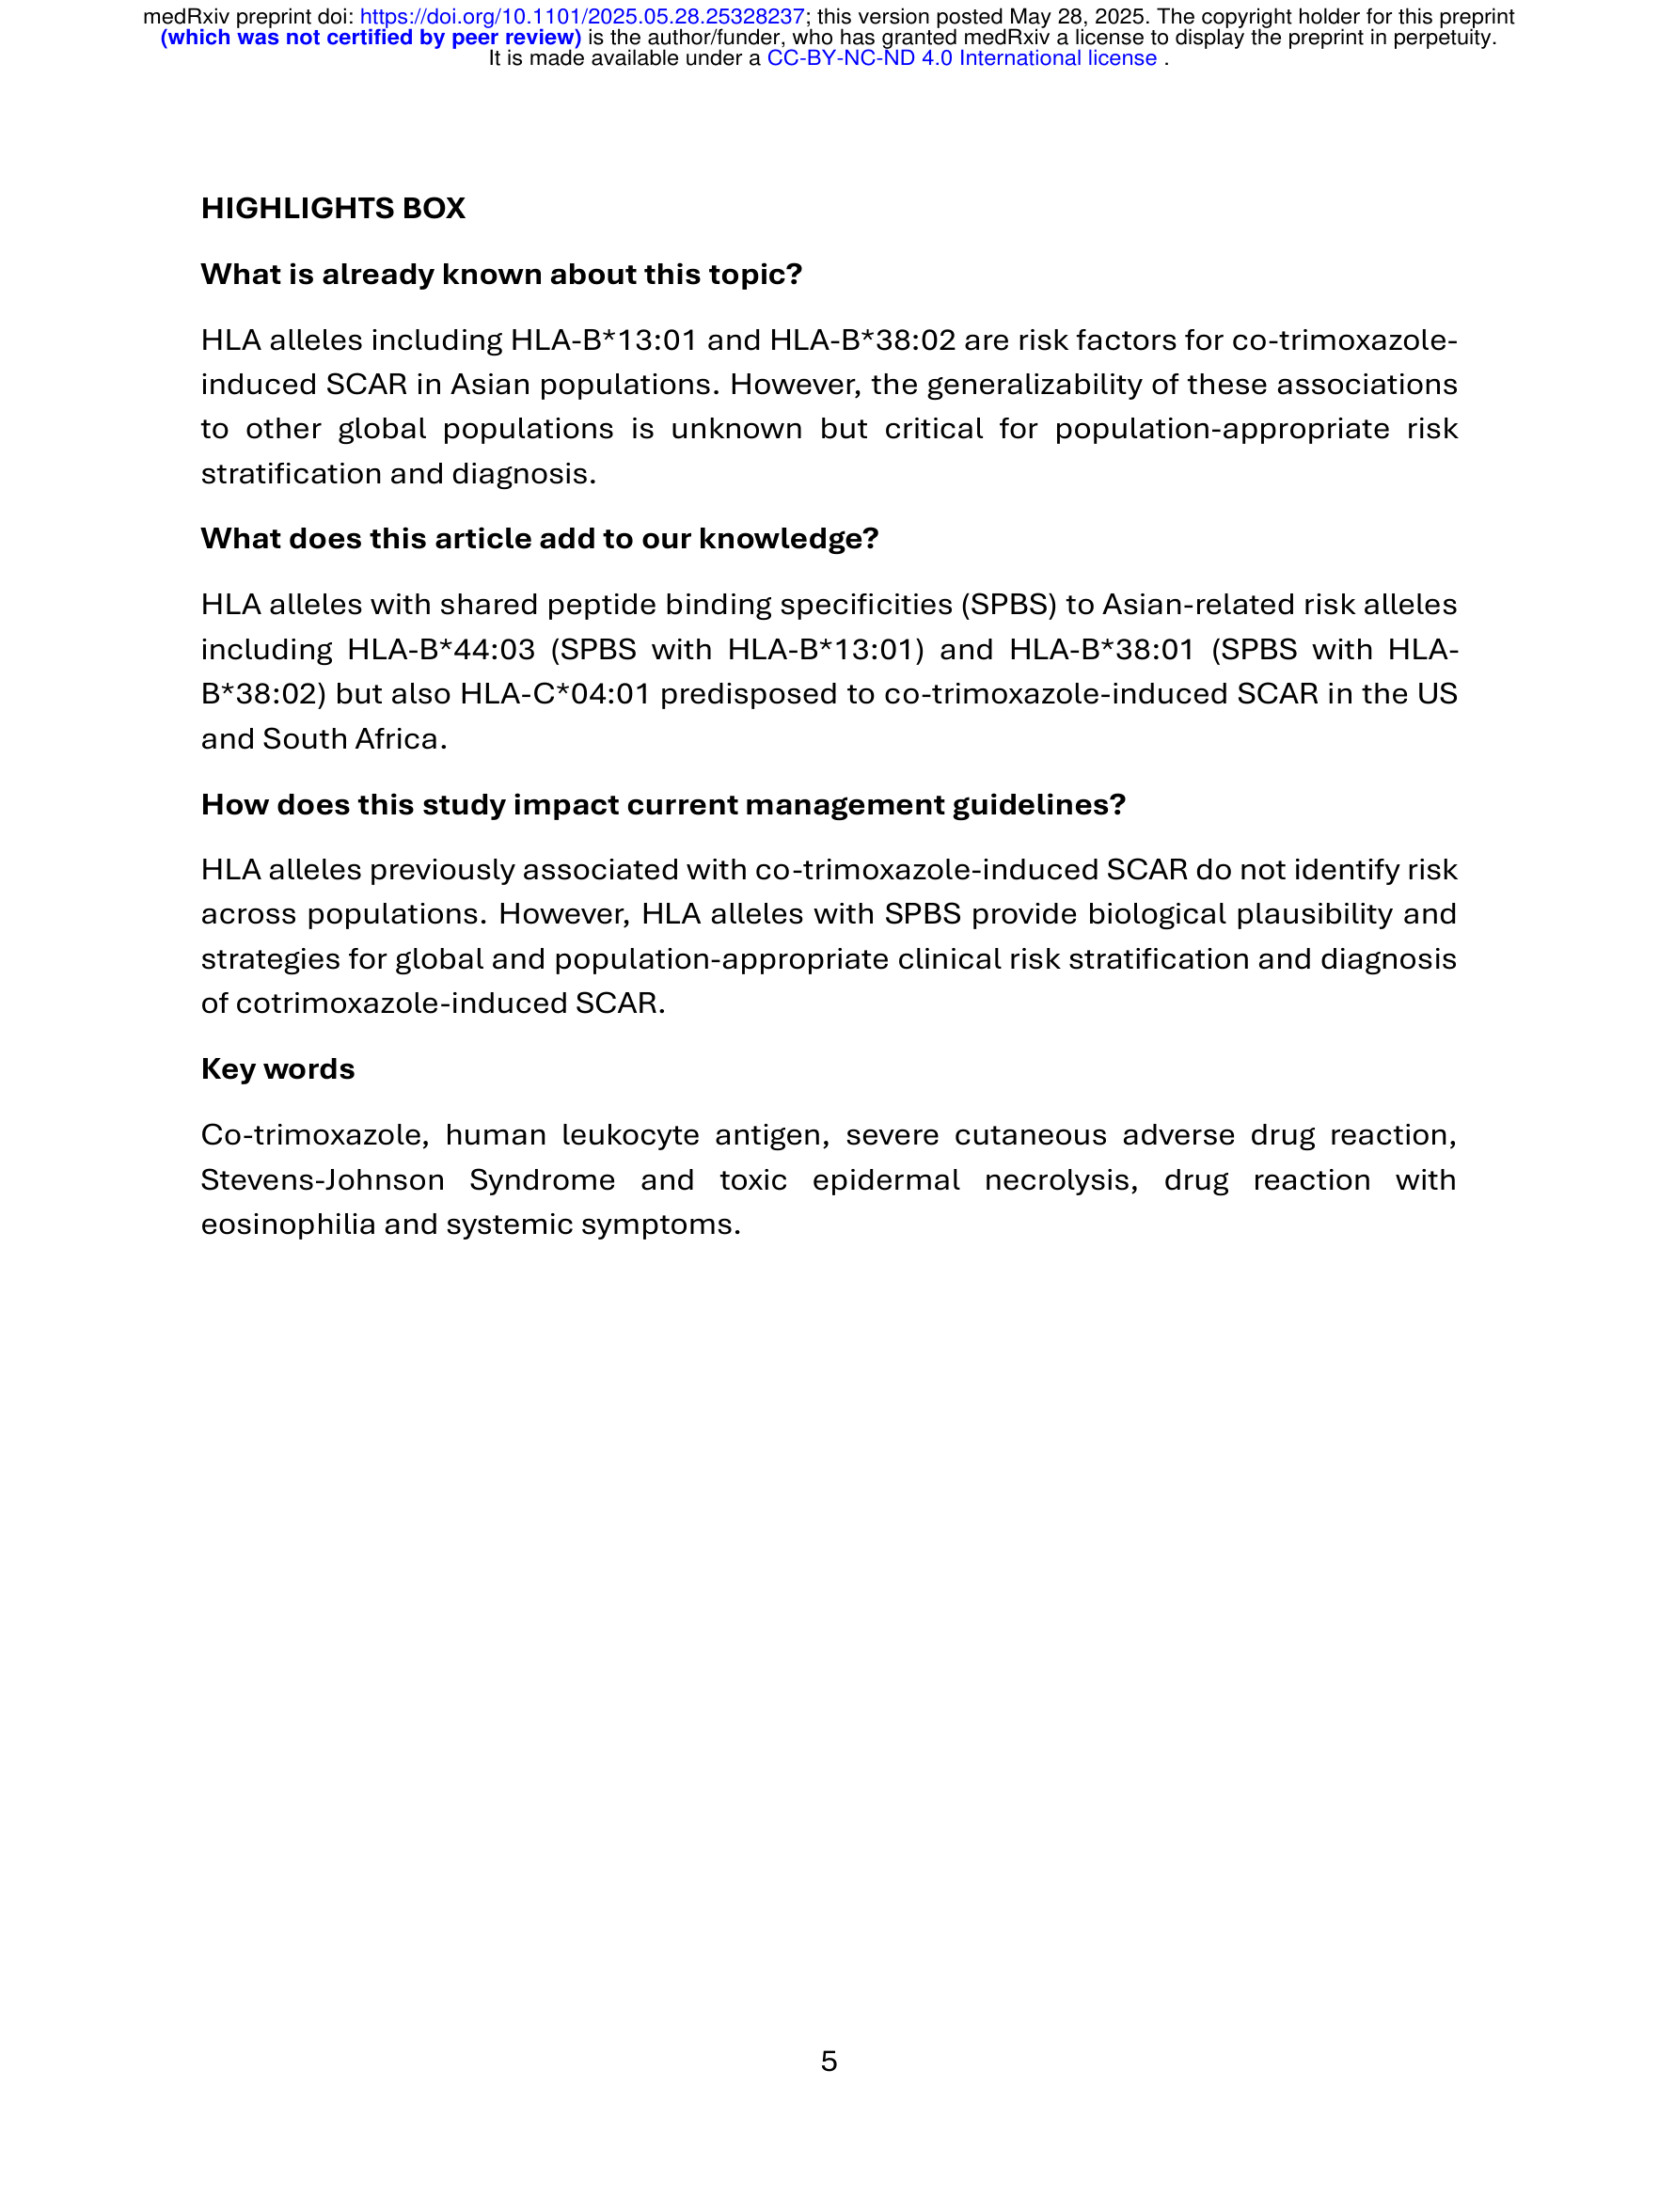 medRxiv preprint doi: https://doi.org/10.1101/2025.05.28.25328237; this version posted May 28, 2025. The copyright holder for this preprint
(which was not certified by peer review) is the author/funder, who has granted medRxiv a license to display the preprint in perpetuity.
It is made available under a CC-BY-NC-ND 4.0 International license .
HIGHLIGHTS BOX
What is already known about this topic?
HLA alleles including HLA-B*13:01 and HLA-B*38:02 are risk factors for co-trimoxazole-
induced SCAR in Asian populations. However, the generalizability of these associations
to other global populations is unknown but critical for population-appropriate risk
stratification and diagnosis.
What does this article add to our knowledge?
HLA alleles with shared peptide binding specificities (SPBS) to Asian-related risk alleles
including HLA-B*44:03 (SPBS with HLA-B*13:01) and HLA-B*38:01 (SPBS with HLA-
B*38:02) but also HLA-C*04:01 predisposed to co-trimoxazole-induced SCAR in the US
and South Africa.
How does this study impact current management guidelines?
HLA alleles previously associated with co-trimoxazole-induced SCAR do not identify risk
across populations. However, HLA alleles with SPBS provide biological plausibility and
strategies for global and population-appropriate clinical risk stratification and diagnosis
of cotrimoxazole-induced SCAR.
Key words
Co-trimoxazole, human leukocyte antigen, severe cutaneous adverse drug reaction,
Stevens-Johnson Syndrome and toxic epidermal necrolysis, drug reaction with
eosinophilia and systemic symptoms.
5